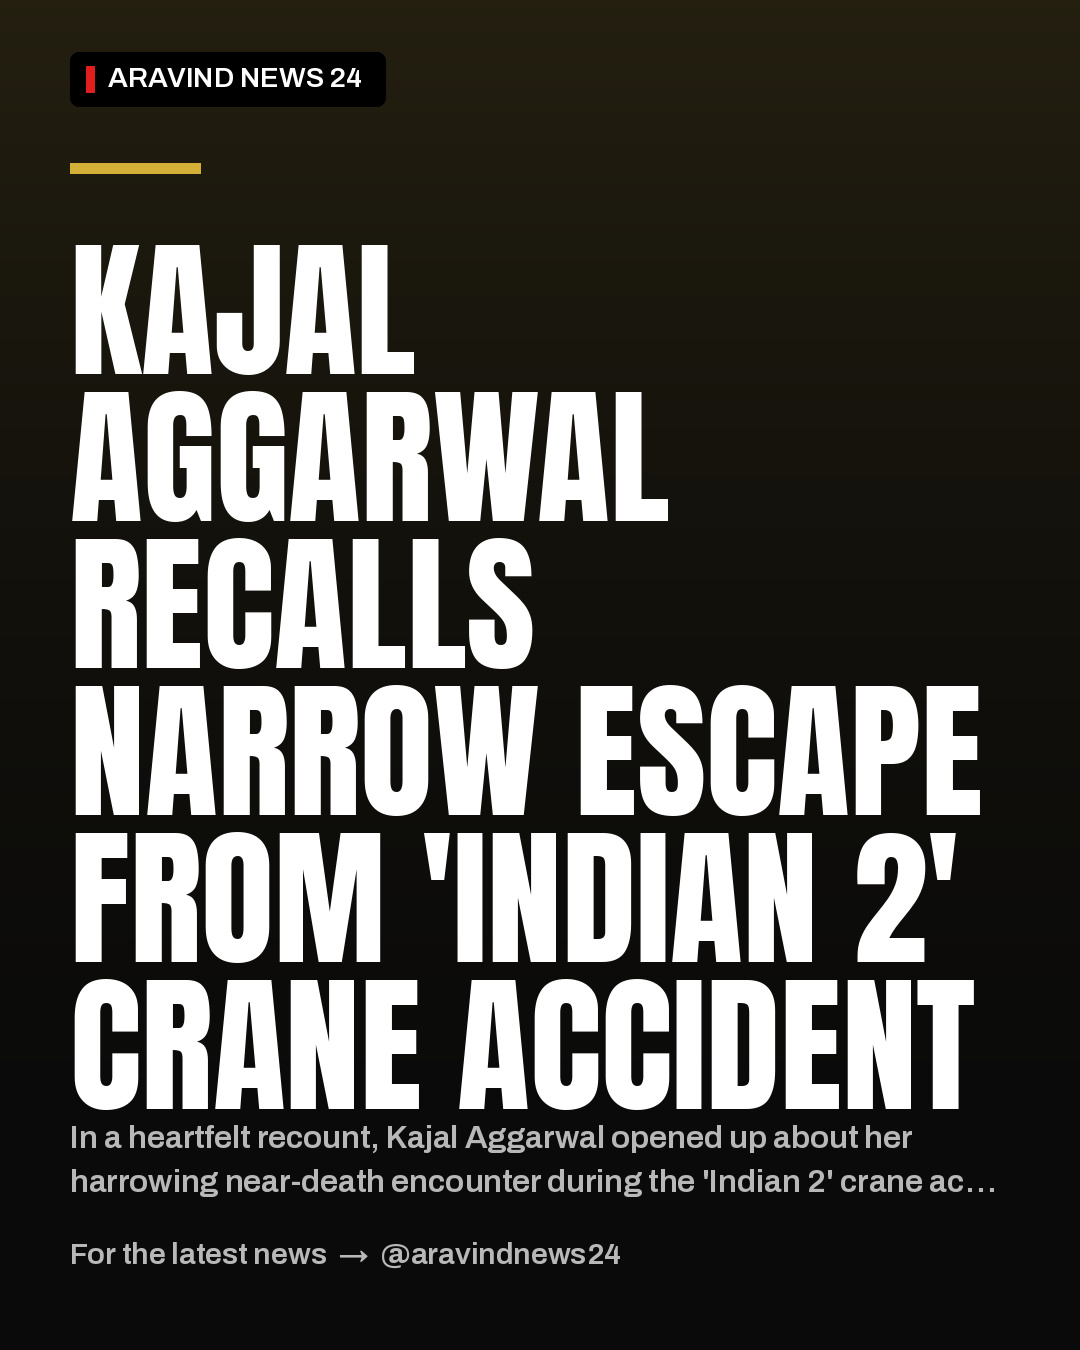 ARAVIND NEWS 24
KAJAL
AGGARWAL
RECALLS
NARROW ESCAPE
FROM 'INDIAN 2'
CRANE ACCIDENT
In a heartfelt recount, Kajal Aggarwal opened up about her
harrowing near-death encounter during the 'Indian 2' crane ac...
For the latest news → @aravindnews24